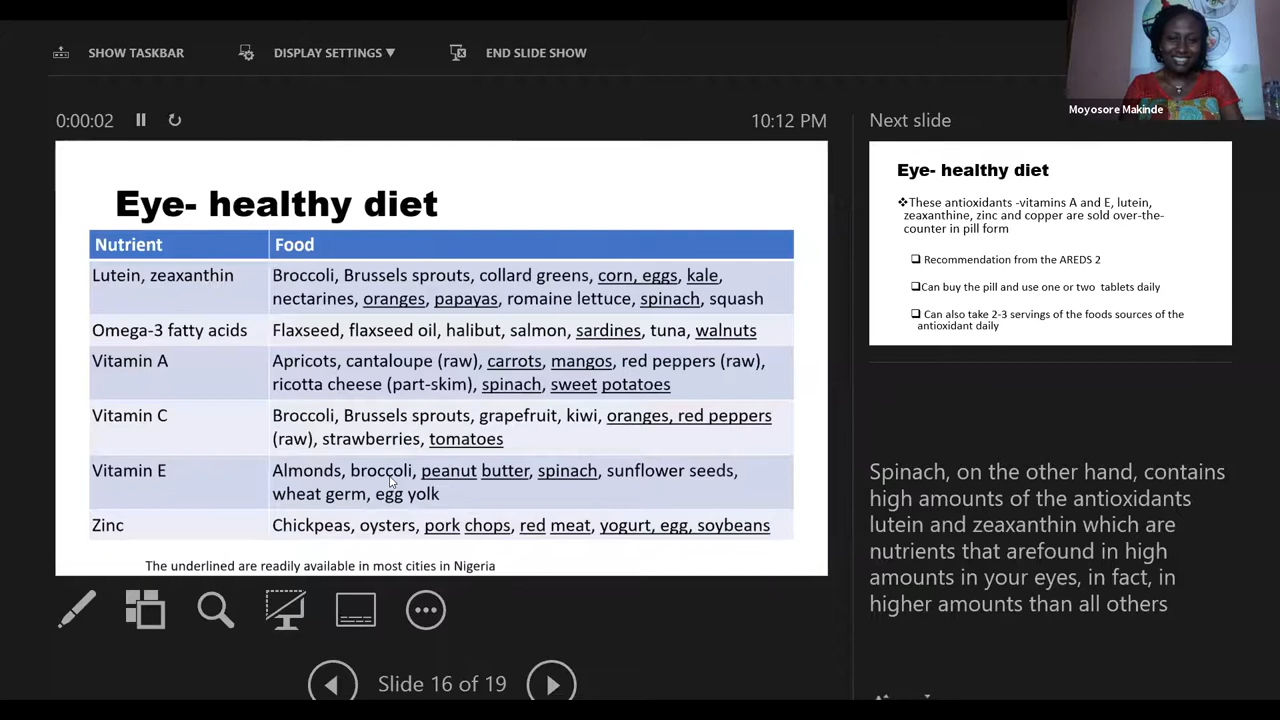 SHOW TASKBAR
DISPLAY SETTINGS ▼
END SLIDE SHOW
Moyosore Makinde
0:00:02
10:12 PM
Next slide
Eye- healthy diet
Nutrient Food
Lutein, zeaxanthin Broccoli, Brussels sprouts, collard greens, corn, eggs, kale,
nectarines, oranges, papayas, romaine lettuce, spinach, squash
Omega-3 fatty acids Flaxseed, flaxseed oil, halibut, salmon, sardines, tuna, walnuts
Vitamin A Apricots, cantaloupe (raw), carrots, mangos, red peppers (raw),
ricotta cheese (part-skim), spinach, sweet potatoes
Vitamin C Broccoli, Brussels sprouts, grapefruit, kiwi, oranges, red peppers
(raw), strawberries, tomatoes
Vitamin E Almonds, broccoli, peanut butter, spinach, sunflower seeds,
wheat germ, egg yolk
Zinc Chickpeas, oysters, pork chops, red meat, yogurt, egg, soybeans
The underlined are readily available in most cities in Nigeria
Slide 16 of 19
Eye- healthy diet
❖These antioxidants -vitamins A and E, lutein,
zeaxanthine, zinc and copper are sold over-the-
counter in pill form
❑ Recommendation from the AREDS 2
❑Can buy the pill and use one or two tablets daily
❑ Can also take 2-3 servings of the foods sources of the
antioxidant daily
Spinach, on the other hand, contains
high amounts of the antioxidants
lutein and zeaxanthin which are
nutrients that arefound in high
amounts in your eyes, in fact, in
higher amounts than all others